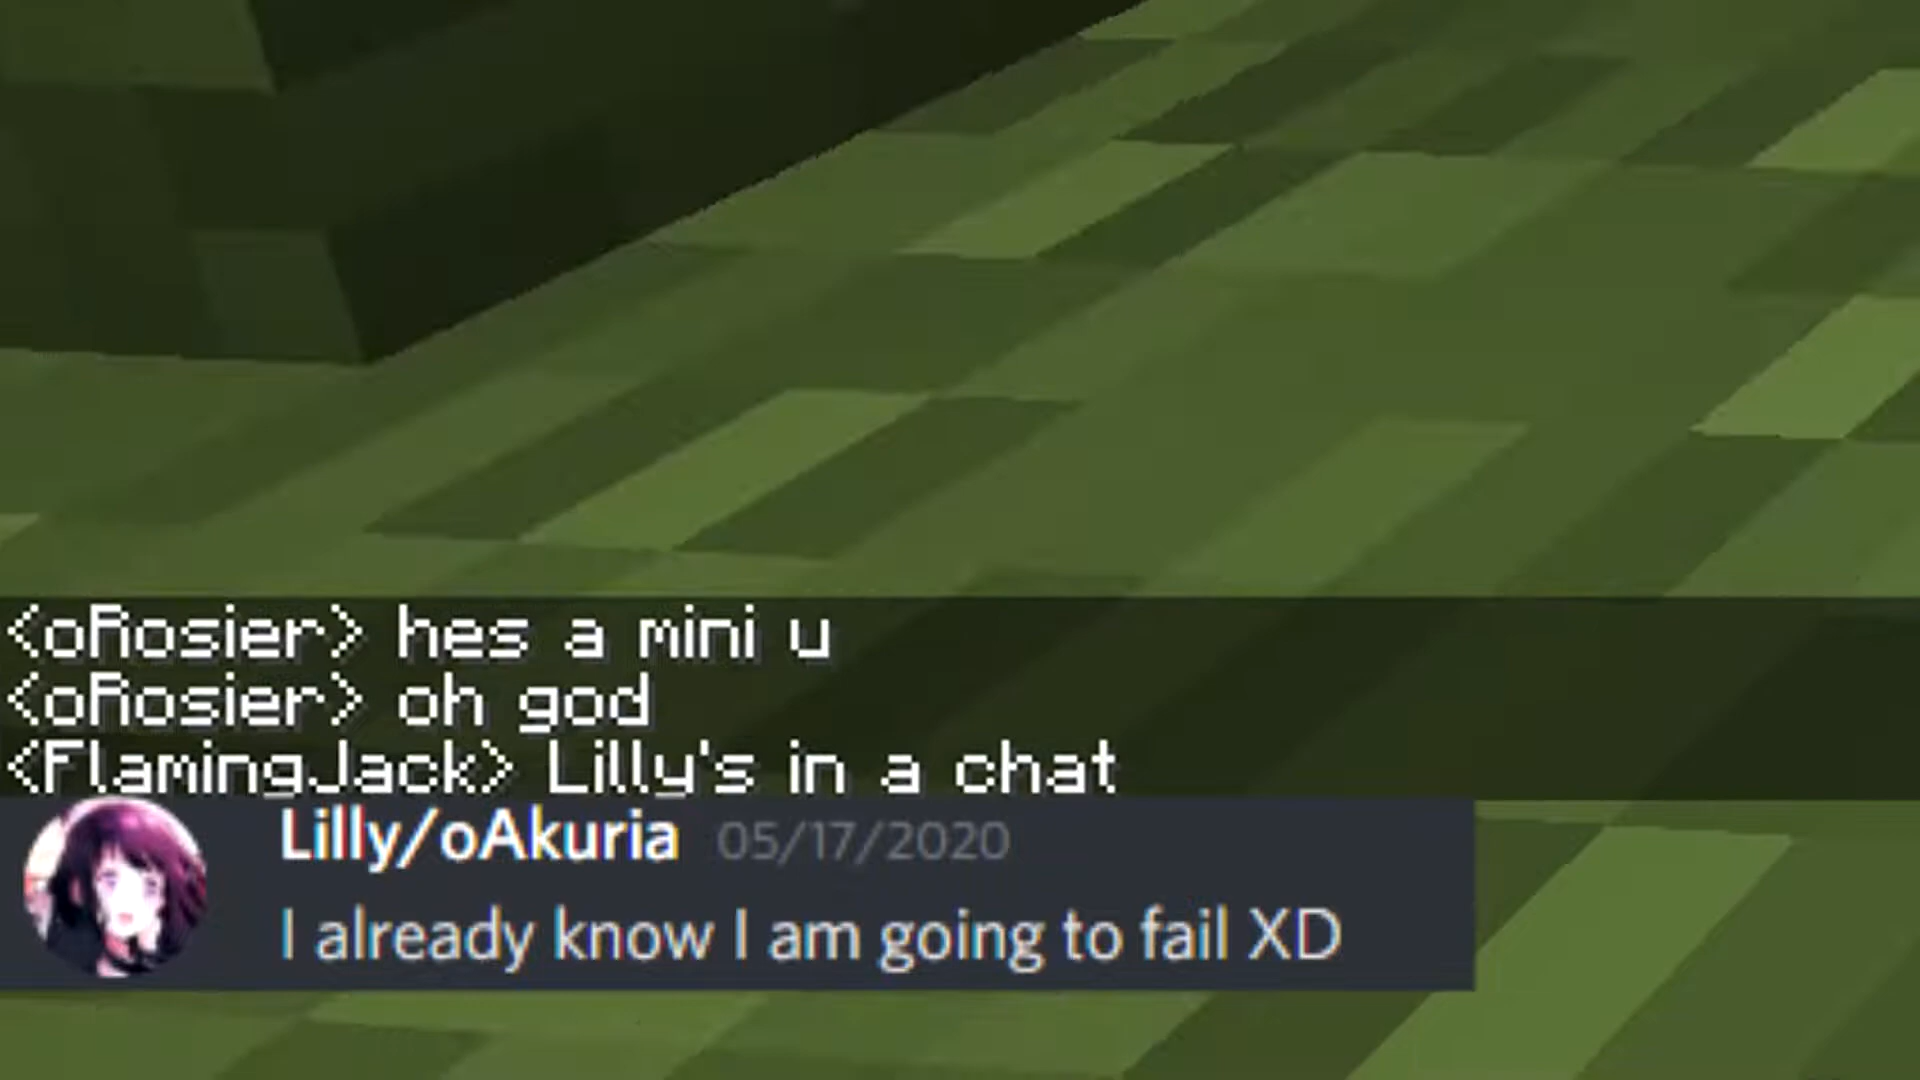 <oRosier> hes a mini u
<oRosier> oh god
<FlamingJack> Lilly's in a chat
Lilly/oAkuria 05/17/2020
I already know I am going to fail XD